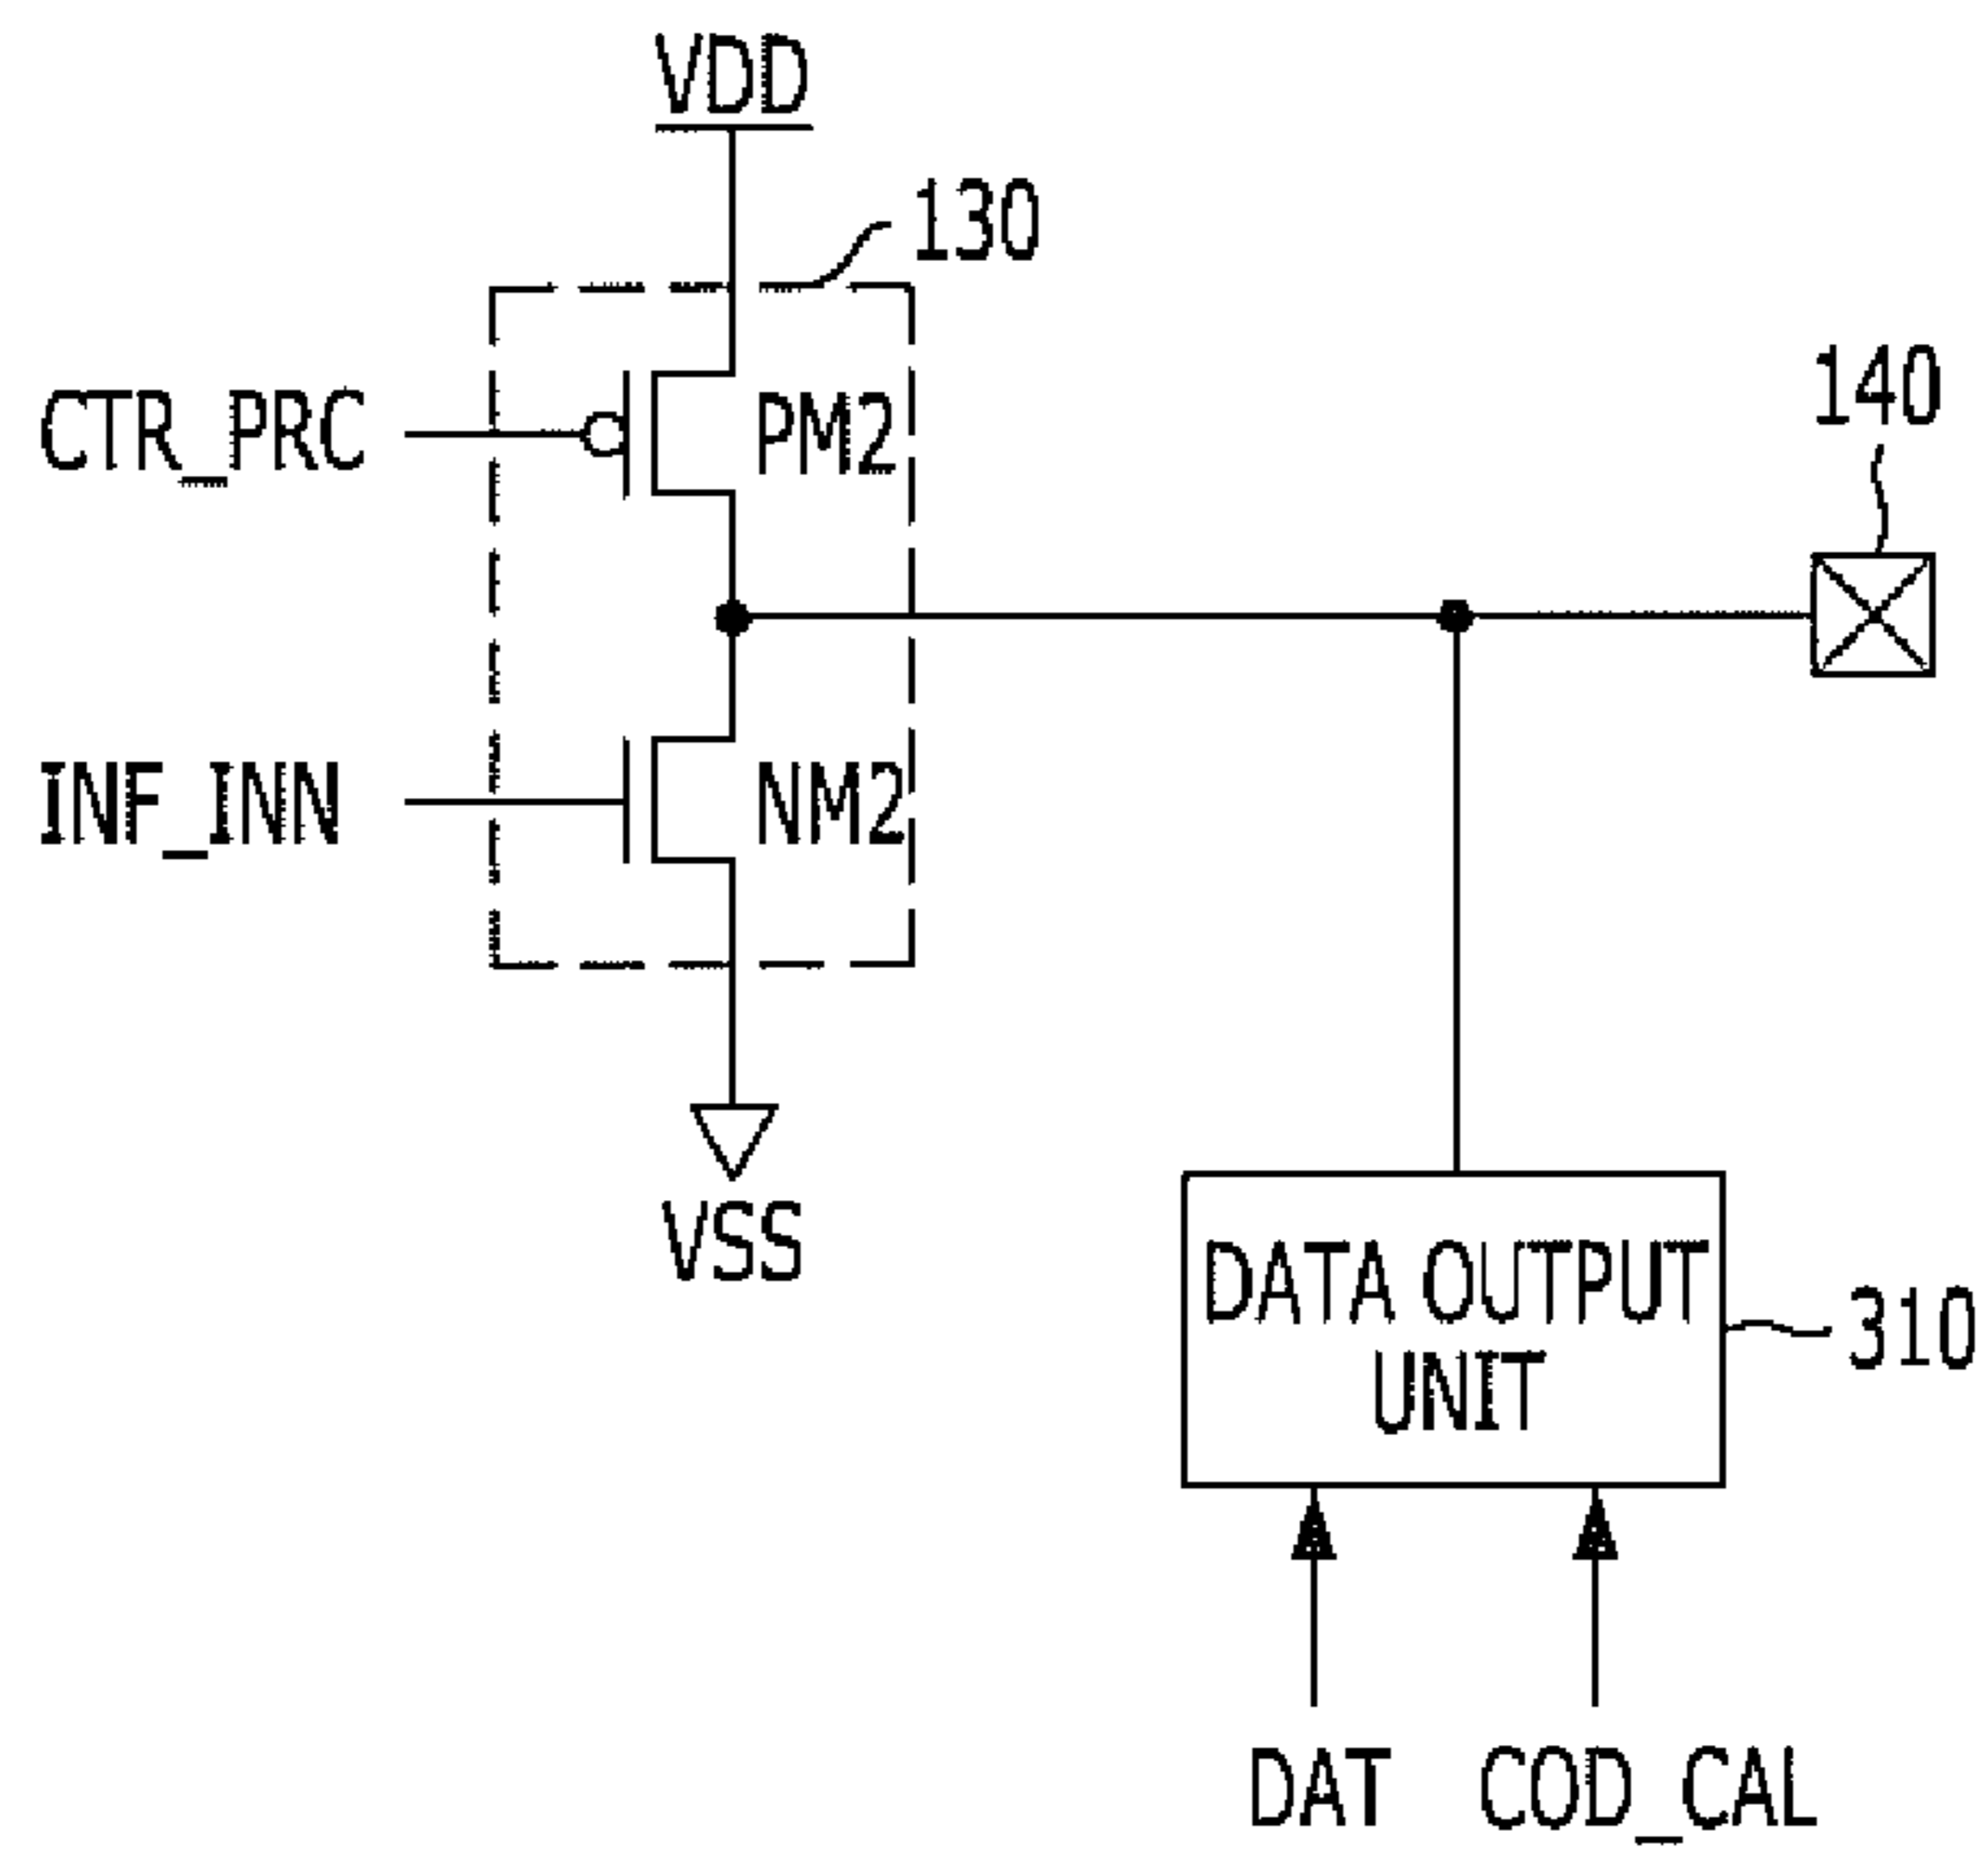 VDD
130
CTR_PRC
PM2
140
INF_INN
NM2
VSS
DATA OUTPUT
UNIT
310
DAT
COD_CAL